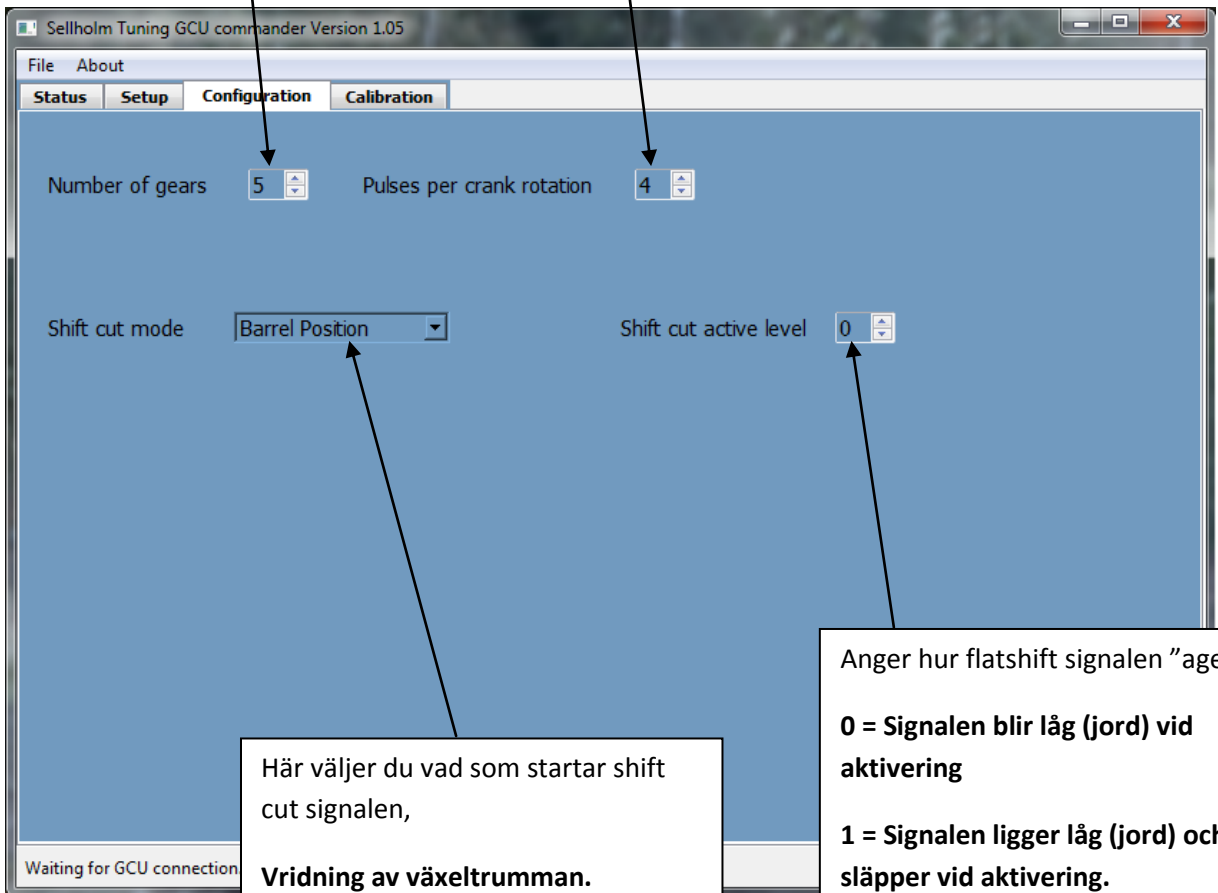 Sellholm Tuning GCU commander Version 1.05
File About
Status Setup Configuration Calibration
Number of gears 5 Pulses per crank rotation 4
Shift cut mode Barrel Position Shift cut active level 0
Anger hur flatshift signalen ”age
0 = Signalen blir låg (jord) vid
aktivering
1 = Signalen ligger låg (jord) och
släpper vid aktivering.
Här väljer du vad som startar shift
cut signalen,
Vridning av växeltrumman.
Waiting for GCU connection.